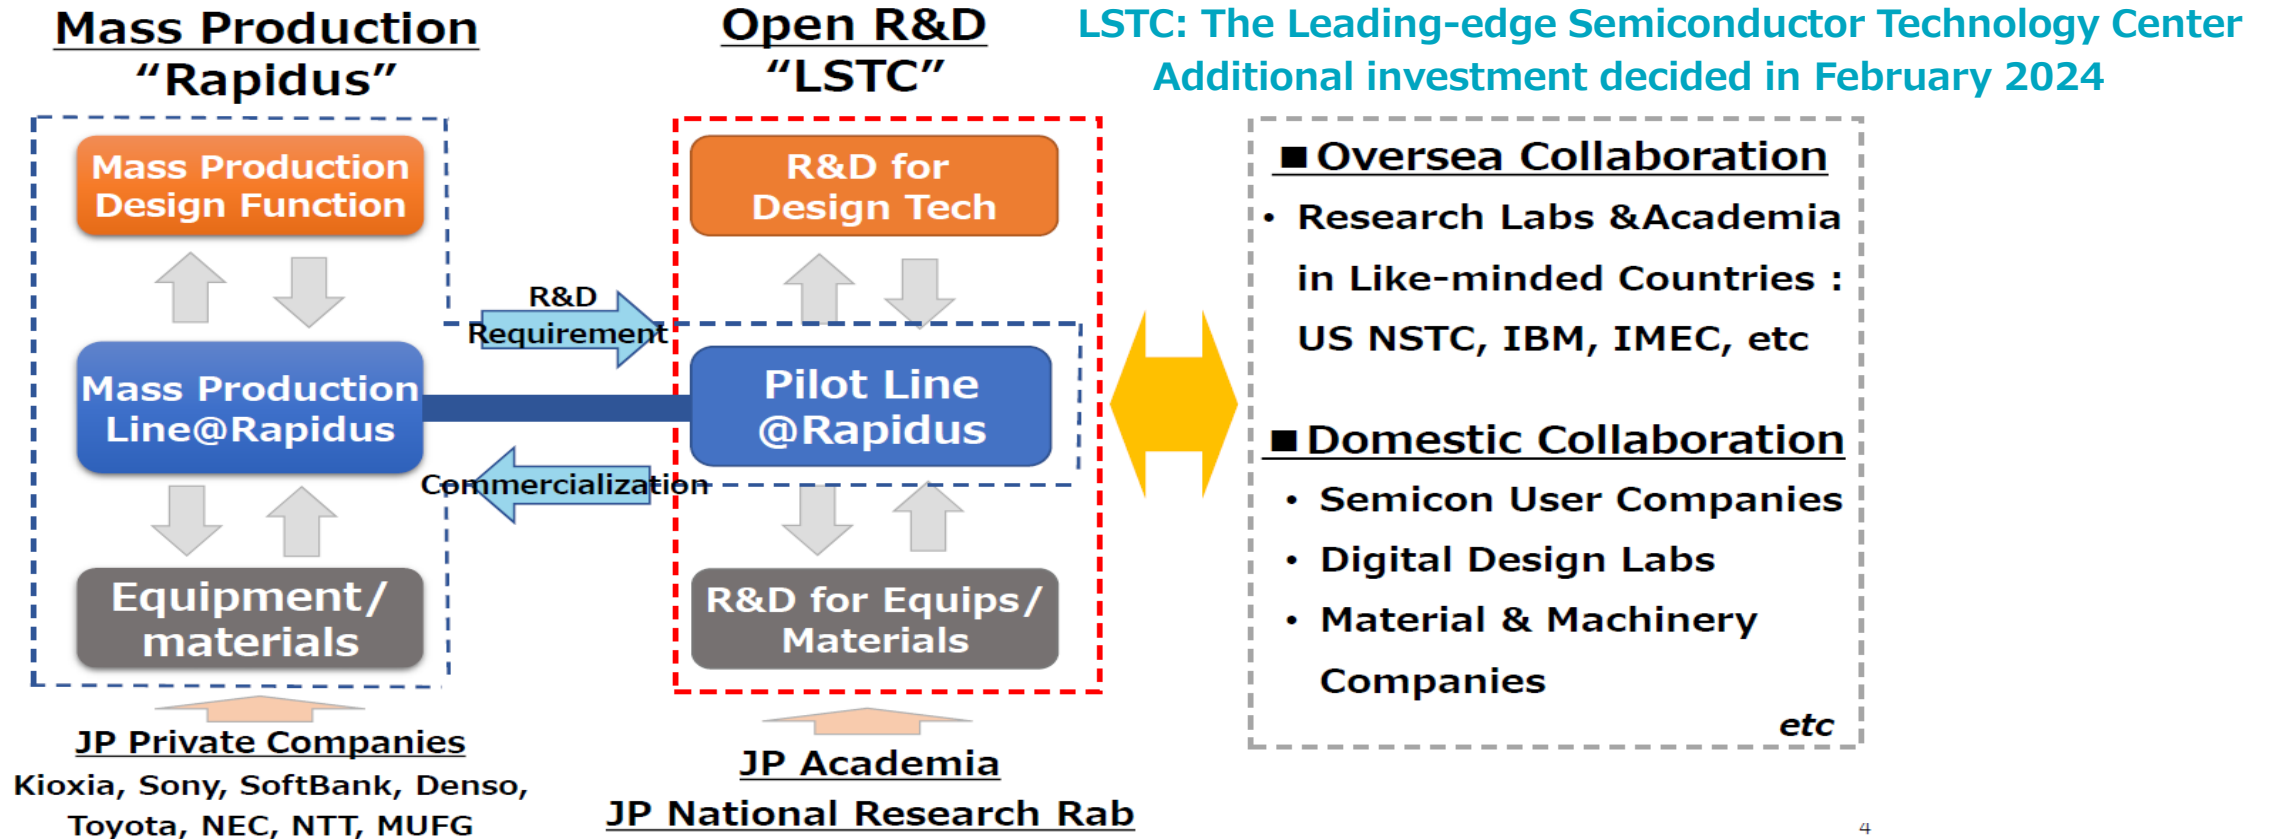 Mass Production
“Rapidus”
Mass Production
Design Function
Mass Production
Line@Rapidus
Equipment/
materials
JP Private Companies
Kioxia, Sony, SoftBank, Denso,
Toyota, NEC, NTT, MUFG
R&D
Requirement
Commercialization
Open R&D
“LSTC”
R&D for
Design Tech
Pilot Line
@Rapidus
R&D for Equips/
Materials
JP Academia
JP National Research Rab
LSTC: The Leading-edge Semiconductor Technology Center
Additional investment decided in February 2024
■Oversea Collaboration
• Research Labs &Academia
in Like-minded Countries :
US NSTC, IBM, IMEC, etc
■Domestic Collaboration
• Semicon User Companies
• Digital Design Labs
• Material & Machinery
Companies
etc
4